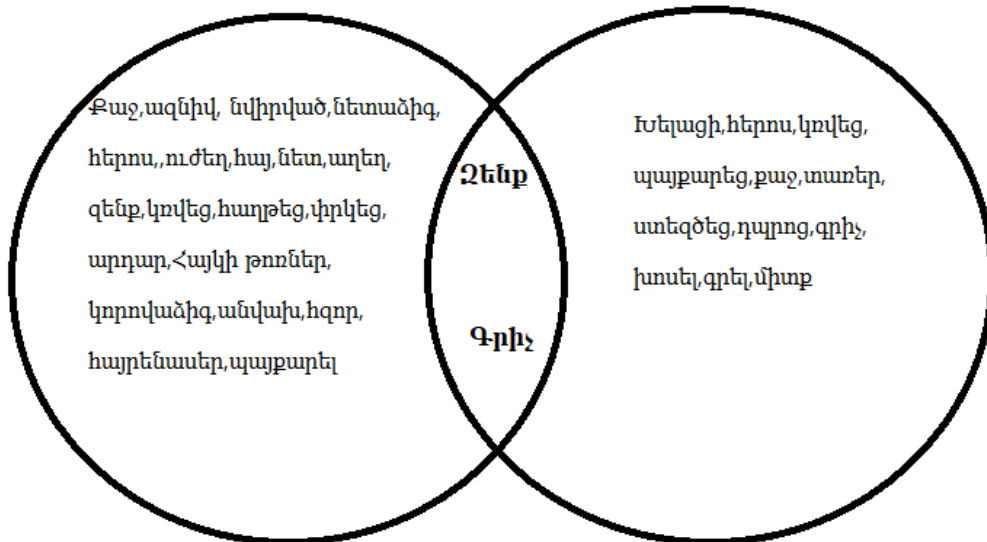 Քաջ,ազնիվ, նվիրված,նետաձիգ,
հերոս,,ուժեղ,հայ,նետ,աղեղ,
զենք,կռվեց,հաղթեց,փրկեց,
արդար,Հայկի թոռներ,
կորովաձիգ,անվախ,հզոր,
հայրենասեր,պայքարել
Զենք
Գրիչ
Խելացի,հերոս,կռվեց,
պայքարեց,քաջ,տառեր,
ստեզծեց,դպրոց,գրիչ,
խոսել,գրել,միտք